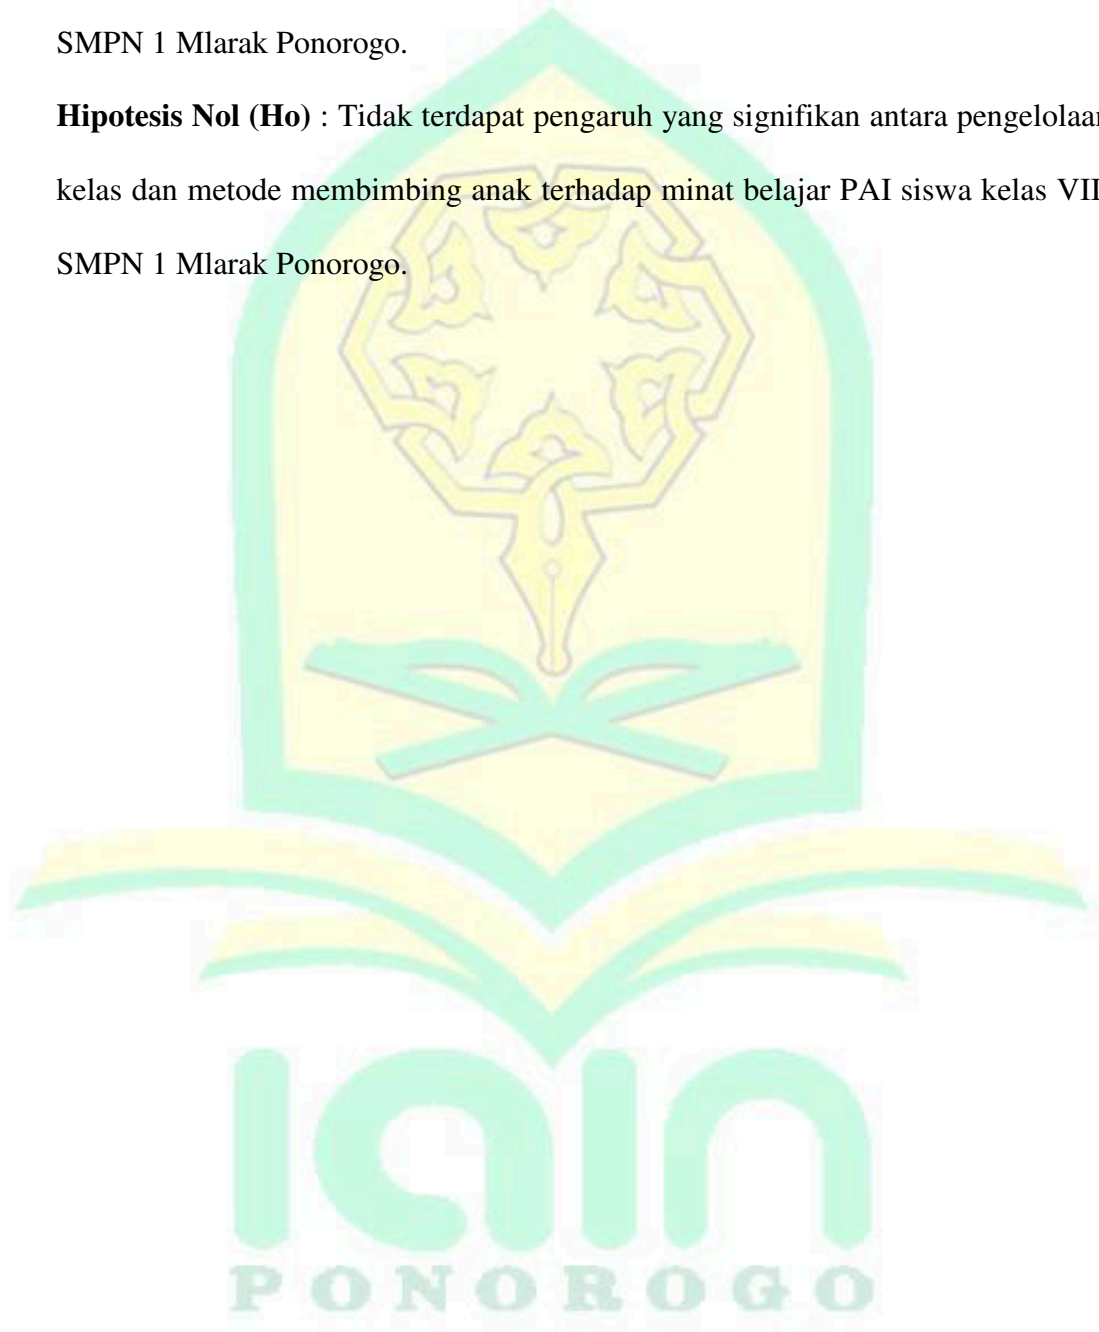 SMPN 1 Mlarak Ponorogo.
Hipotesis Nol (Ho) : Tidak terdapat pengaruh yang signifikan antara pengelolaan
kelas dan metode membimbing anak terhadap minat belajar PAI siswa kelas VII
SMPN 1 Mlarak Ponorogo.
iain
PONOROGO